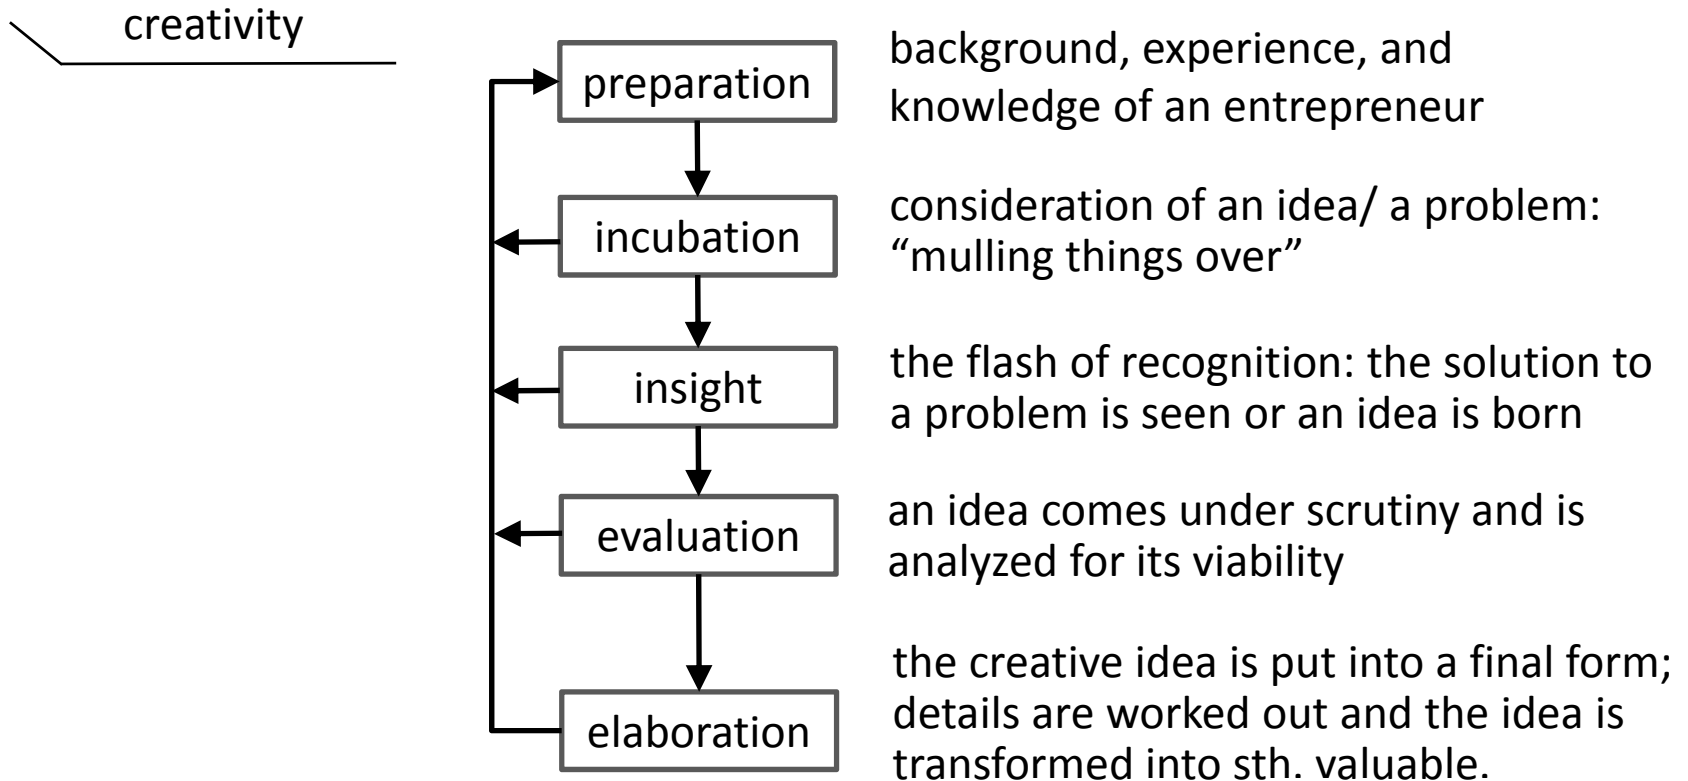 creativity
preparation
background, experience, and
knowledge of an entrepreneur
incubation
consideration of an idea/ a problem:
“mulling things over”
insight
the flash of recognition: the solution to
a problem is seen or an idea is born
evaluation
an idea comes under scrutiny and is
analyzed for its viability
elaboration
the creative idea is put into a final form;
details are worked out and the idea is
transformed into sth. valuable.